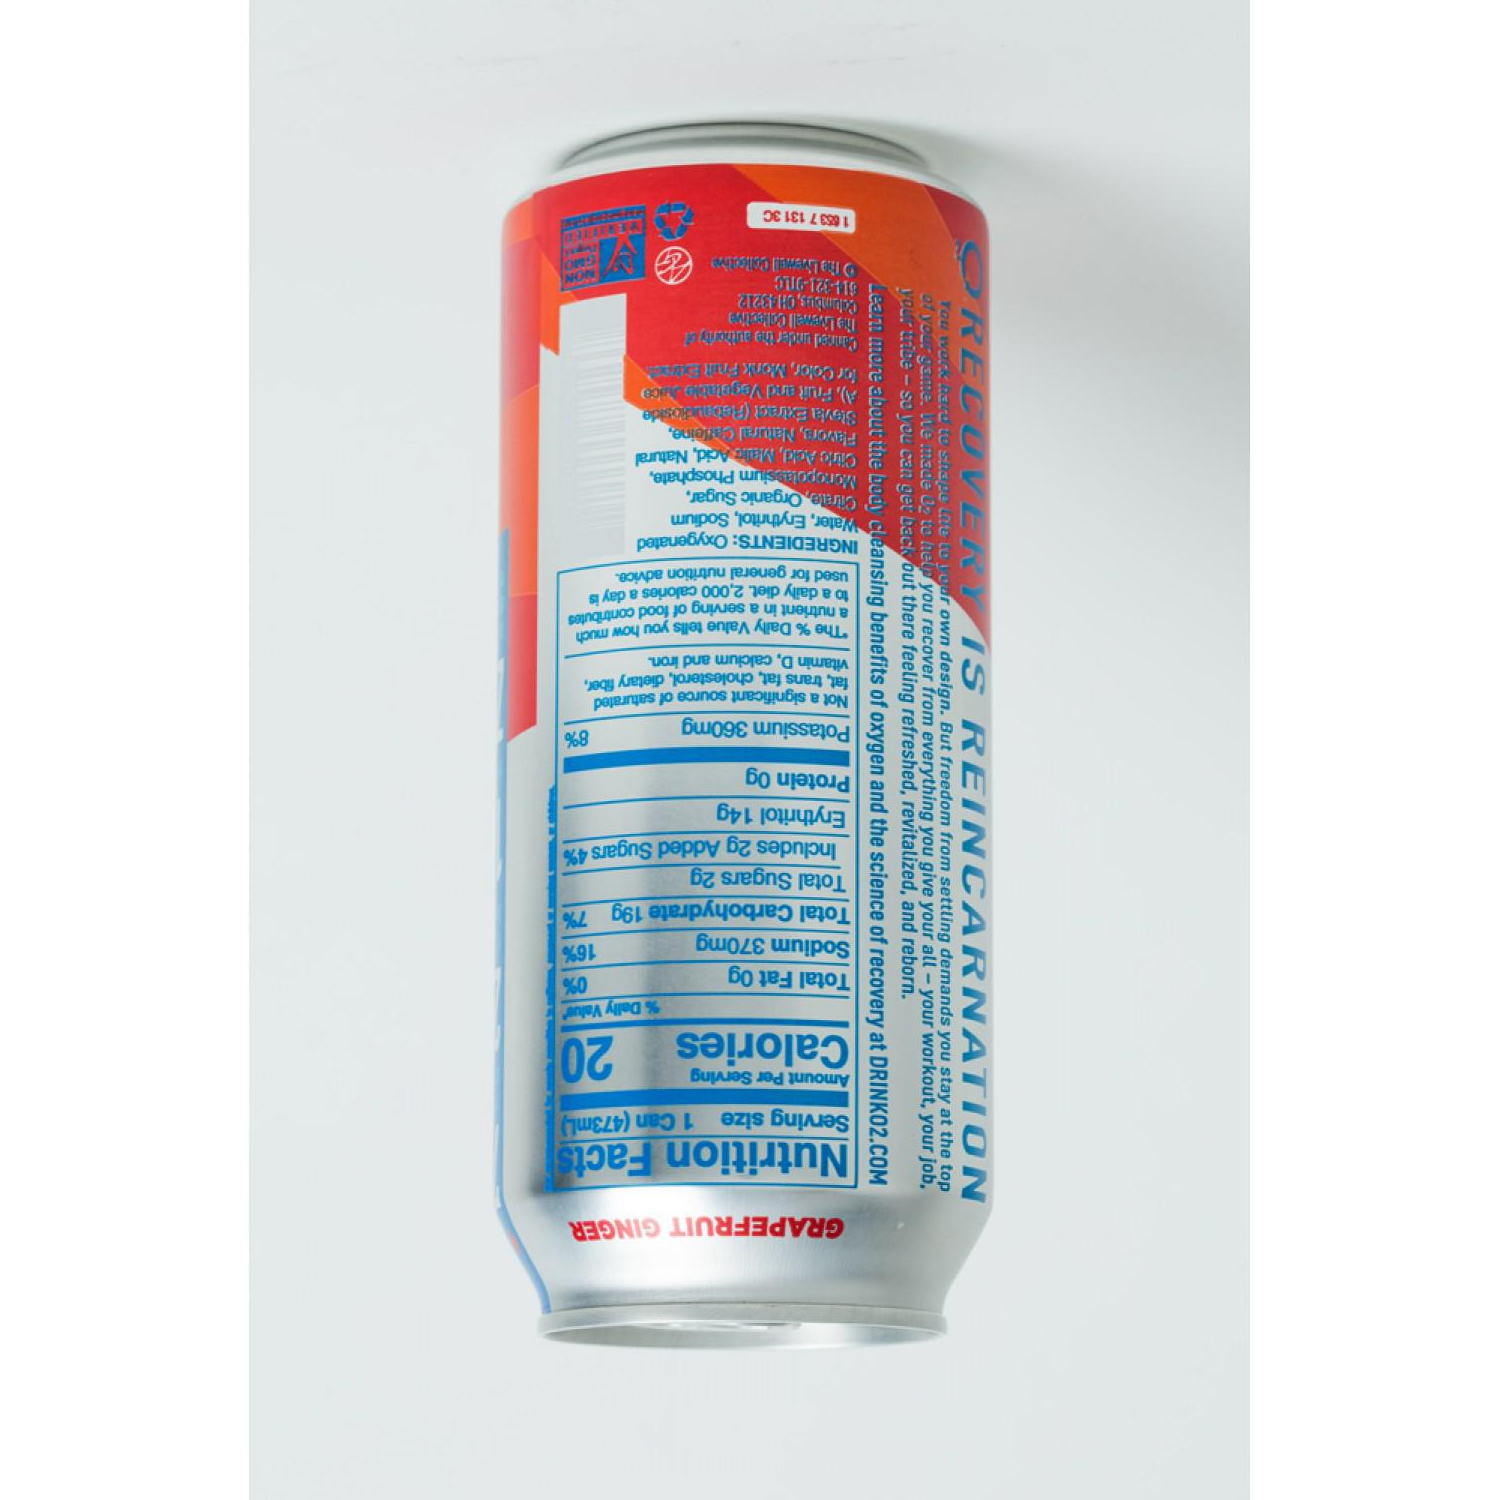 GRAPEFRUIT GINGER
Nutrition Facts
Serving size 1 Can (473mL)
Amount Per Serving
Calories 20
% Daily Value*
Total Fat 0g 0%
Sodium 370mg 16%
Total Carbohydrate 19g 7%
Total Sugars 2g
Includes 2g Added Sugars 4%
Erythritol 14g
Protein 0g
Potassium 360mg 8%
Not a significant source of saturated
fat, trans fat, cholesterol, dietary fiber,
vitamin D, calcium and iron.
*The % Daily Value tells you how much
a nutrient in a serving of food contributes
to a daily diet. 2,000 calories a day is
used for general nutrition advice.
INGREDIENTS: Oxygenated
Water, Erythritol, Sodium
Citrate, Organic Sugar,
Monopotassium Phosphate,
Citric Acid, Malic Acid, Natural
Flavors, Natural Caffeine,
Stevia Extract (Rebaudioside
A), Fruit and Vegetable Juice
for Color, Monk Fruit Extract.
Canned under the authority of
The Livewell Collective
Columbus, OH 43212
614-321-9TLC
© The Livewell Collective
NON
GMO
Project
VERIFIED
1 653 7 131 3C
RECOVERY IS REINCARNATION
You work hard to shape life to your own design. But freedom from settling demands you stay at the top
of your game. We made O2 to help you recover from everything you give your all – your workout, your job,
your tribe – so you can get back out there feeling refreshed, revitalized, and reborn.
Learn more about the body cleansing benefits of oxygen and the science of recovery at DRINKO2.COM